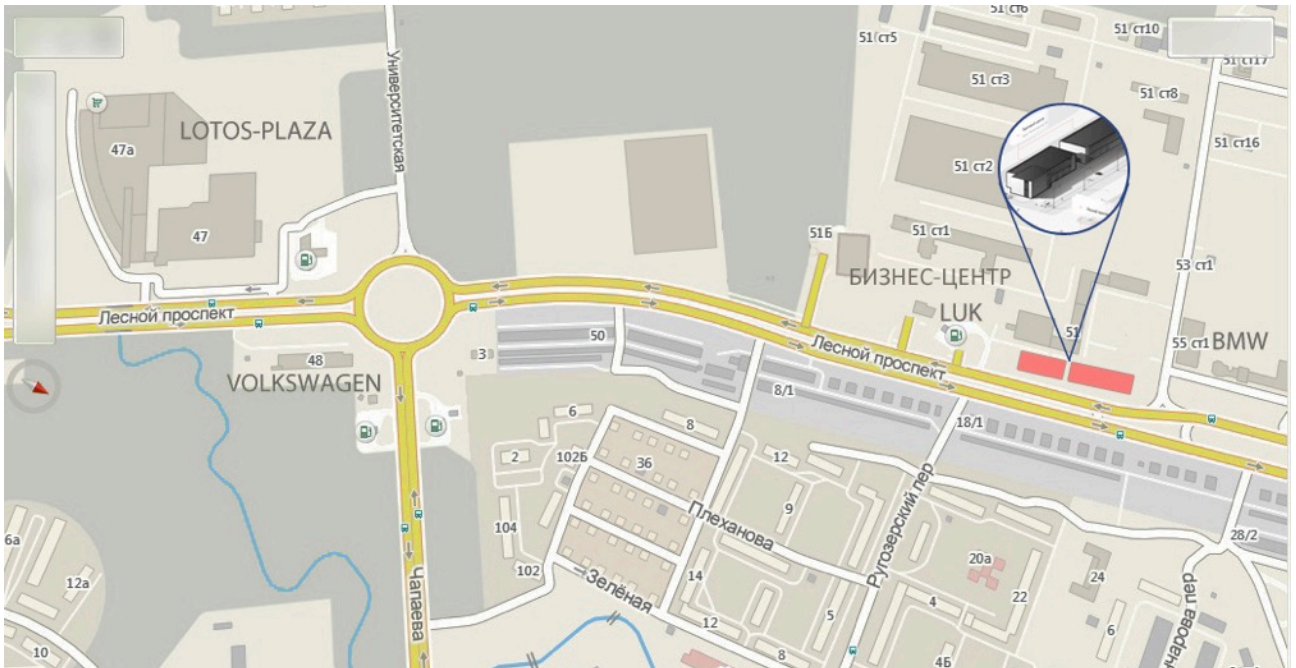 51 ст6
51 ст5
51 ст10
51 ст17
51 ст3
51 ст8
Университетская
LOTOS-PLAZA
47а
51 ст2
51 ст16
47
51Б
51 ст1
53 ст1
БИЗНЕС-ЦЕНТР
LUK
Лесной проспект
50
51
55 ст1
BMW
Лесной проспект
48
3
VOLKSWAGEN
8/1
6
8
18/1
2
102Б
36
12
Плеханова
9
104
Ругозерский пер
28/2
6а
12а
102
Зелёная
14
20а
24
22
Чапаева
5
4
12
6
10
8
4Б